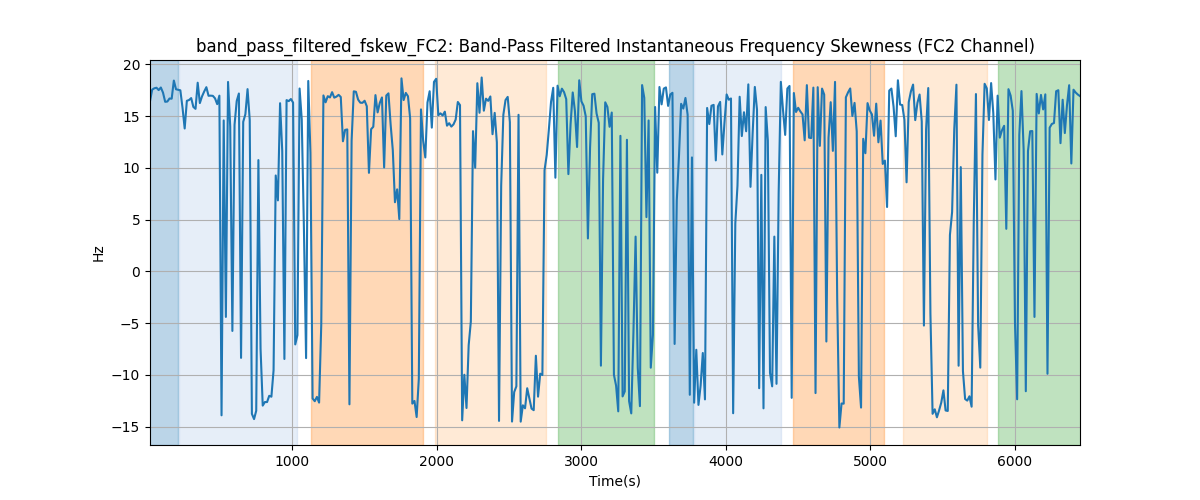 band_pass_filtered_fskew_FC2: Band-Pass Filtered Instantaneous Frequency Skewness (FC2 Channel)
20
15
10
5
0
−5
−10
−15
Hz
1000 2000 3000 4000 5000 6000
Time(s)